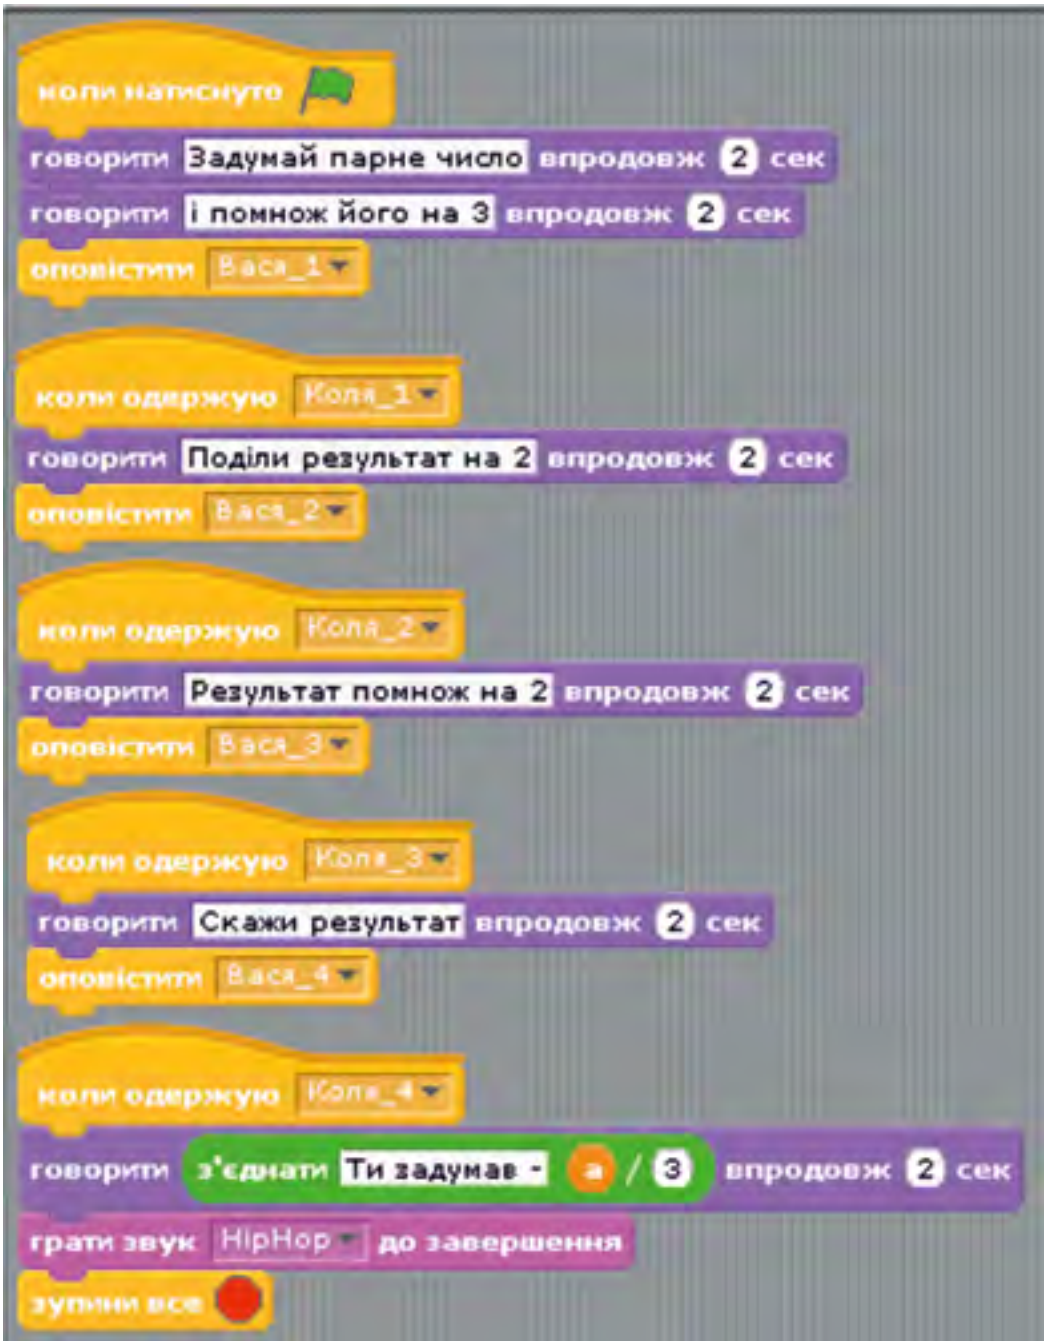 коли натиснуто
говорити Задумай парне число впродовж 2 сек
говорити і помнож його на 3 впродовж 2 сек
оповістити Вася_1
коли одержую Коля_1
говорити Поділи результат на 2 впродовж 2 сек
оповістити Вася_2
коли одержую Коля_2
говорити Результат помнож на 2 впродовж 2 сек
оповістити Вася_3
коли одержую Коля_3
говорити Скажи результат впродовж 2 сек
оповістити Вася_4
коли одержую Коля_4
говорити з'єднати Ти задумав - a / 3 впродовж 2 сек
грати звук HipHop до завершення
зупини все